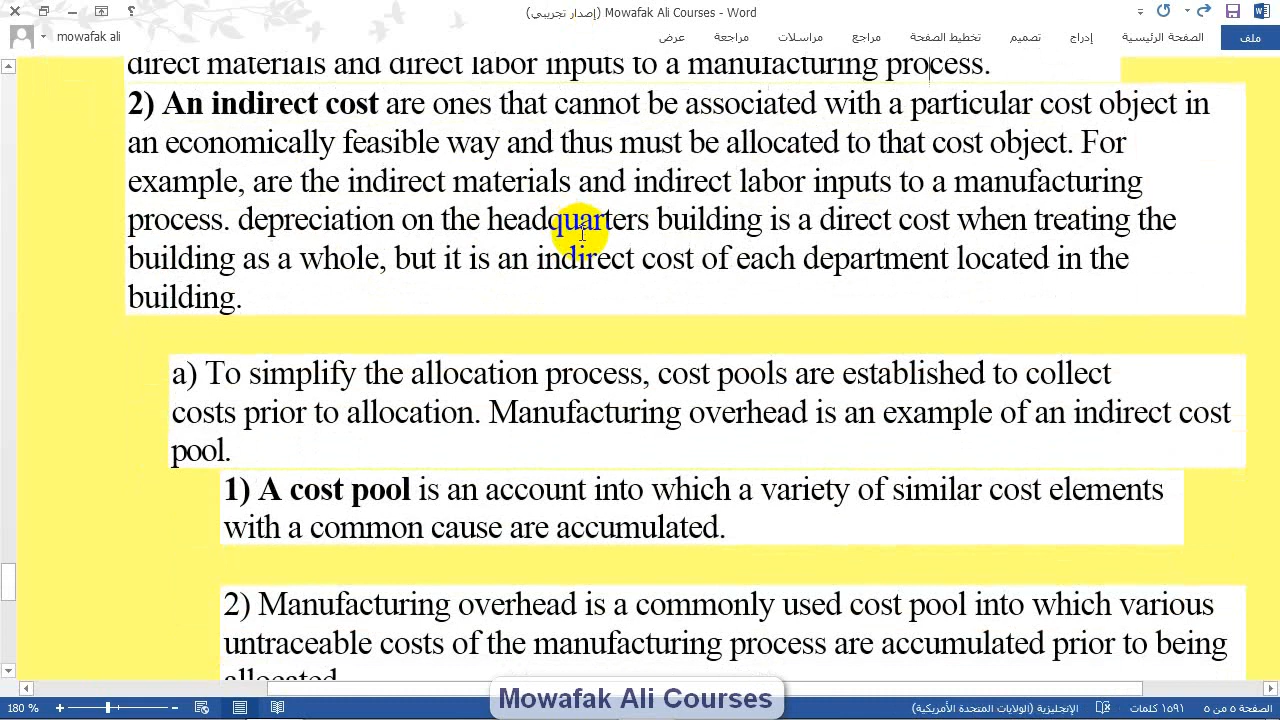 Mowafak Ali Courses - Word (إصدار تجريبي)
ملف
الصفحة الرئيسية
إدراج
تصميم
تخطيط الصفحة
مراجع
مراسلات
مراجعة
عرض
mowafak ali
direct materials and direct labor inputs to a manufacturing process.
2) An indirect cost are ones that cannot be associated with a particular cost object in
an economically feasible way and thus must be allocated to that cost object. For
example, are the indirect materials and indirect labor inputs to a manufacturing
process. depreciation on the headquarters building is a direct cost when treating the
building as a whole, but it is an indirect cost of each department located in the
building.
a) To simplify the allocation process, cost pools are established to collect
costs prior to allocation. Manufacturing overhead is an example of an indirect cost
pool.
1) A cost pool is an account into which a variety of similar cost elements
with a common cause are accumulated.
2) Manufacturing overhead is a commonly used cost pool into which various
untraceable costs of the manufacturing process are accumulated prior to being
allocated
Mowafak Ali Courses
الصفحة ٥ من ٥
١٥٩١ كلمات
الإنجليزية (الولايات المتحدة الأمريكية)
180 %